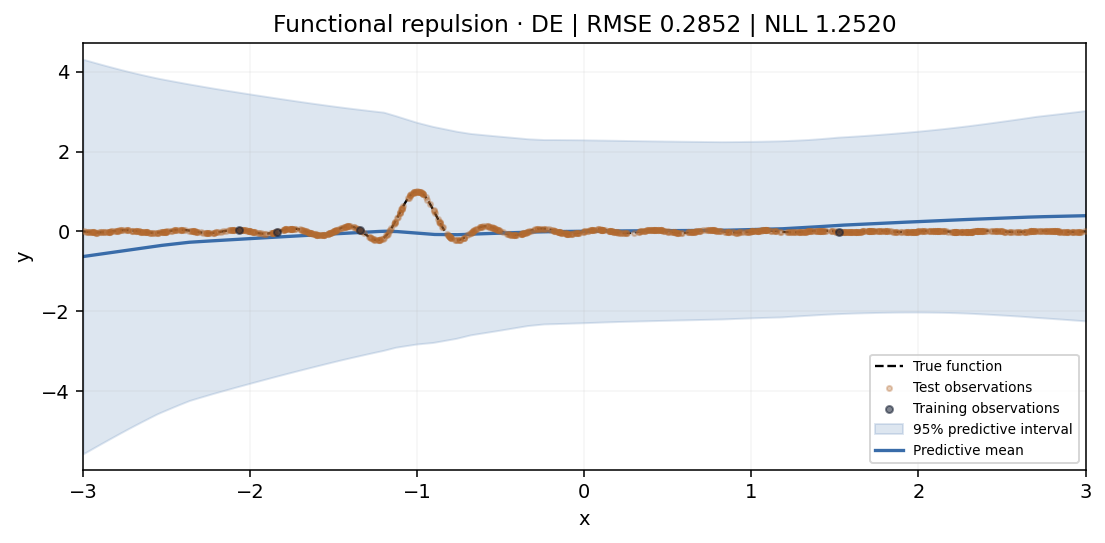 Functional repulsion · DE | RMSE 0.2852 | NLL 1.2520
y
4
2
0
−2
−4
−3
−2
−1
0
1
2
3
x
True function
Test observations
Training observations
95% predictive interval
Predictive mean